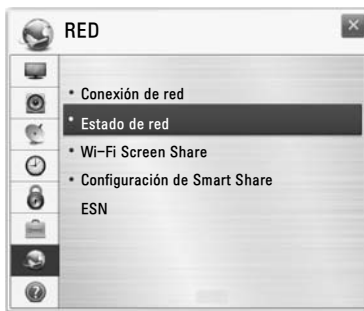 RED
• Conexión de red
• Estado de red
• Wi-Fi Screen Share
• Configuración de Smart Share
ESN